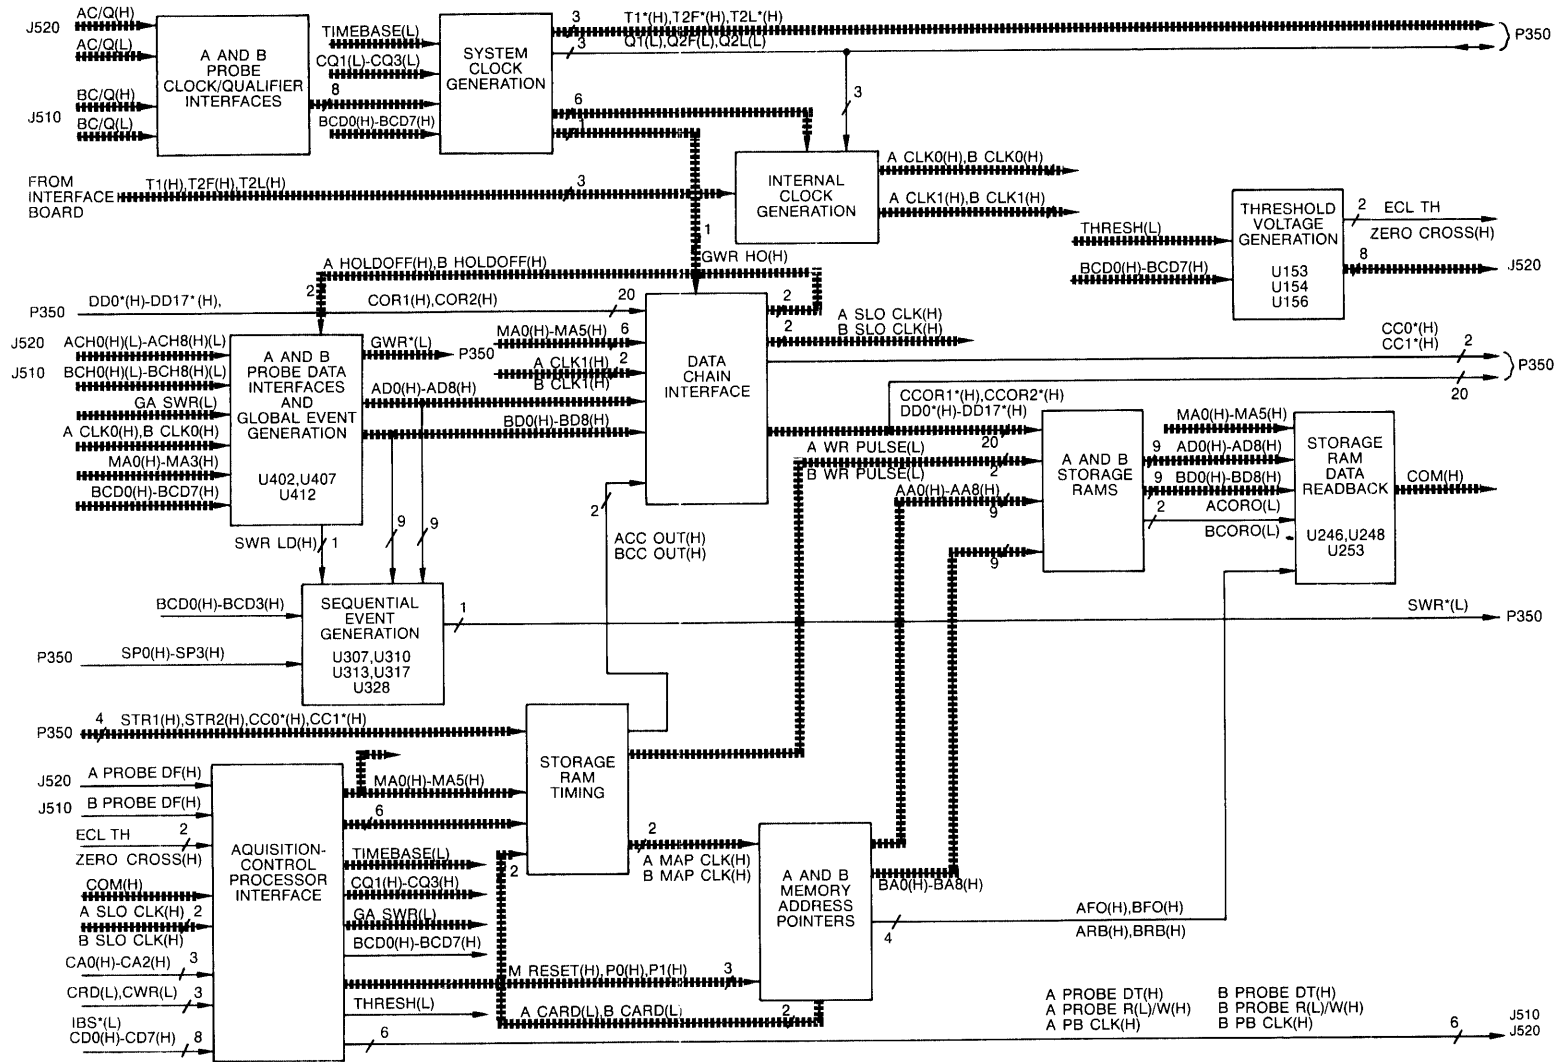 J520
AC/Q(H)
AC/Q(L)
J510
BC/Q(H)
BC/Q(L)
A AND B
PROBE
CLOCK/QUALIFIER
INTERFACES
8
TIMEBASE(L)
CQ1(L)-CQ3(L)
BCD0(H)-BCD7(H)
SYSTEM
CLOCK
GENERATION
3
T1*(H),T2F*(H),T2L*(H)
3
Q1(L),Q2F(L),Q2L(L)
P350
6
1
3
FROM
INTERFACE
BOARD
T1(H),T2F(H),T2L(H)
3
INTERNAL
CLOCK
GENERATION
A CLK0(H),B CLK0(H)
A CLK1(H),B CLK1(H)
THRESH(L)
BCD0(H)-BCD7(H)
THRESHOLD
VOLTAGE
GENERATION
U153
U154
U156
2
ECL TH
ZERO CROSS(H)
8
J520
1
GWR HO(H)
A HOLDOFF(H),B HOLDOFF(H)
2
P350
DD0*(H)-DD17*(H),
COR1(H),COR2(H)
20
J520
ACH0(H)(L)-ACH8(H)(L)
J510
BCH0(H)(L)-BCH8(H)(L)
GA SWR(L)
A CLK0(H),B CLK0(H)
MA0(H)-MA3(H)
BCD0(H)-BCD7(H)
A AND B
PROBE DATA
INTERFACES
AND
GLOBAL EVENT
GENERATION
U402,U407
U412
GWR*(L)
P350
AD0(H)-AD8(H)
BD0(H)-BD8(H)
MA0(H)-MA5(H)
6
A CLK1(H)
2
B CLK1(H)
DATA
CHAIN
INTERFACE
2
2
A SLO CLK(H)
B SLO CLK(H)
CC0*(H)
CC1*(H)
2
P350
20
CCOR1*(H),CCOR2*(H)
DD0*(H)-DD17*(H)
20
A WR PULSE(L)
2
B WR PULSE(L)
AA0(H)-AA8(H)
9
9
A AND B
STORAGE
RAMS
MA0(H)-MA5(H)
9
AD0(H)-AD8(H)
9
BD0(H)-BD8(H)
2
ACORO(L)
BCORO(L)
STORAGE
RAM
DATA
READBACK
U246,U248
U253
COM(H)
SWR LD(H)
1
9
9
2
ACC OUT(H)
BCC OUT(H)
BCD0(H)-BCD3(H)
P350
SP0(H)-SP3(H)
SEQUENTIAL
EVENT
GENERATION
U307,U310
U313,U317
U328
1
SWR*(L)
P350
P350
4
STR1(H),STR2(H),CC0*(H),CC1*(H)
STORAGE
RAM
TIMING
J520
A PROBE DF(H)
J510
B PROBE DF(H)
ECL TH
2
ZERO CROSS(H)
COM(H)
A SLO CLK(H)
2
B SLO CLK(H)
CA0(H)-CA2(H)
3
CRD(L),CWR(L)
3
IBS*(L)
CD0(H)-CD7(H)
8
AQUISITION-
CONTROL
PROCESSOR
INTERFACE
MA0(H)-MA5(H)
6
TIMEBASE(L)
CQ1(H)-CQ3(H)
GA SWR(L)
BCD0(H)-BCD7(H)
M RESET(H),P0(H),P1(H)
3
THRESH(L)
A CARD(L),B CARD(L)
2
2
6
2
A MAP CLK(H)
B MAP CLK(H)
A AND B
MEMORY
ADDRESS
POINTERS
BA0(H)-BA8(H)
4
AFO(H),BFO(H)
ARB(H),BRB(H)
A PROBE DT(H)
B PROBE DT(H)
A PROBE R(L)/W(H)
B PROBE R(L)/W(H)
A PB CLK(H)
B PB CLK(H)
6
J510
J520